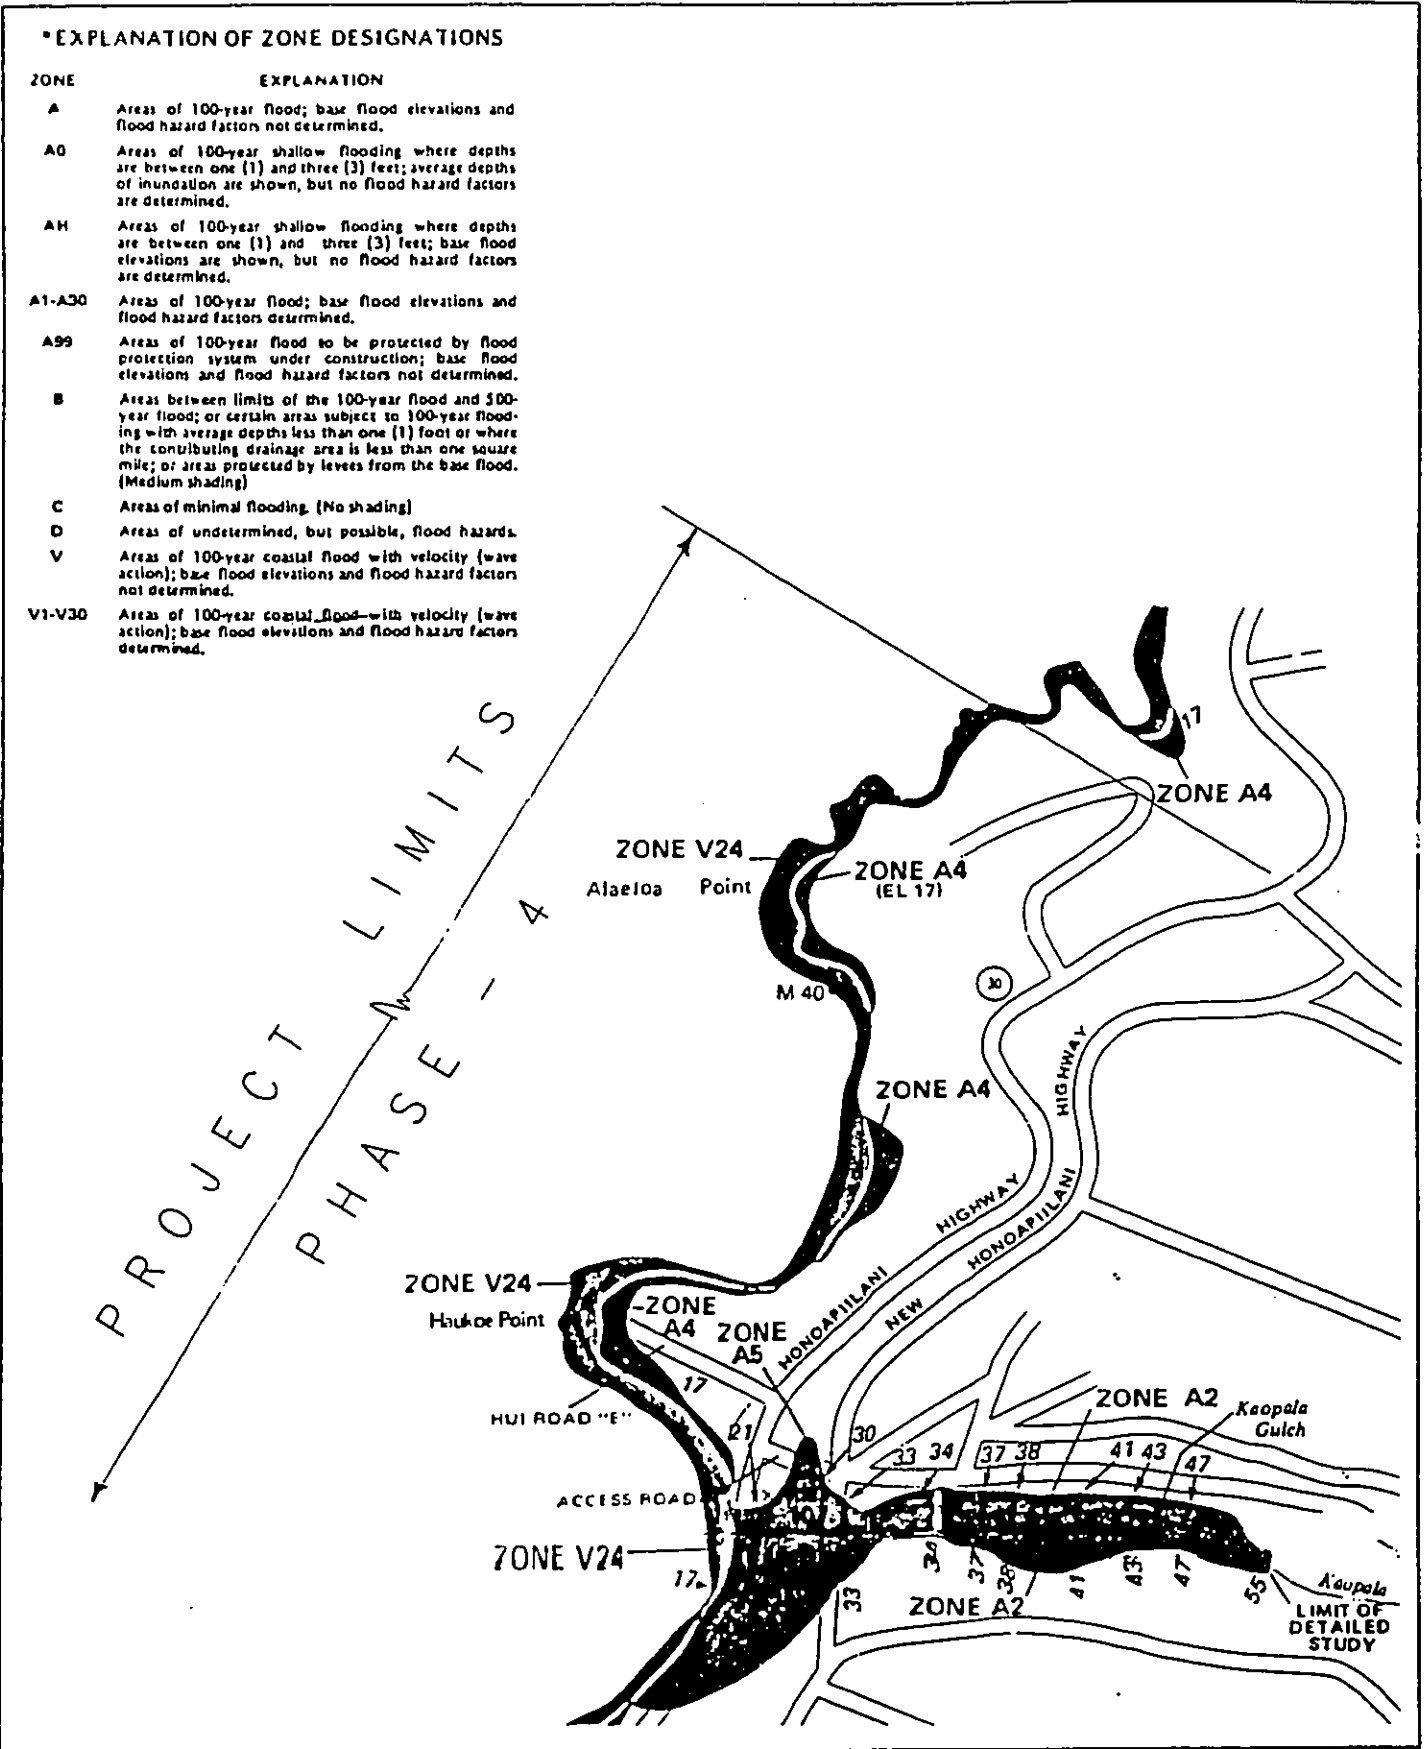 *EXPLANATION OF ZONE DESIGNATIONS
ZONE EXPLANATION
A Areas of 100-year flood; base flood elevations and
flood hazard factors not determined.
A0 Areas of 100-year shallow flooding where depths
are between one (1) and three (3) feet; average depths
of inundation are shown, but no flood hazard factors
are determined.
AH Areas of 100-year shallow flooding where depths
are between one (1) and three (3) feet; base flood
elevations are shown, but no flood hazard factors
are determined.
A1-A30 Areas of 100-year flood; base flood elevations and
flood hazard factors determined.
A99 Areas of 100-year flood to be protected by flood
protection system under construction; base flood
elevations and flood hazard factors not determined.
B Areas between limits of the 100-year flood and 500-
year flood; or certain areas subject to 100-year flood-
ing with average depths less than one (1) foot or where
the contributing drainage area is less than one square
mile; or areas protected by levees from the base flood.
(Medium shading)
C Areas of minimal flooding. (No shading)
D Areas of undetermined, but possible, flood hazards.
V Areas of 100-year coastal flood with velocity (wave
action); base flood elevations and flood hazard factors
not determined.
V1-V30 Areas of 100-year coastal flood with velocity (wave
action); base flood elevations and flood hazard factors
determined.
PROJECT LIMITS
PHASE - 4
17
ZONE A4
ZONE V24
Alaeloa Point
ZONE A4
(EL 17)
M 40
30
HIGHWAY
ZONE A4
HONOAPIILANI HIGHWAY
NEW HONOAPIILANI
ZONE V24
Haukoe Point
ZONE
A4
ZONE
A5
17
HUI ROAD "E"
21
30
33
34
37
38
41
43
47
ZONE A2
Kaopala
Gulch
ACCESS ROAD
ZONE V24
17
33
34
37
38
41
43
47
55
ZONE A2
Kaupala
LIMIT OF
DETAILED
STUDY